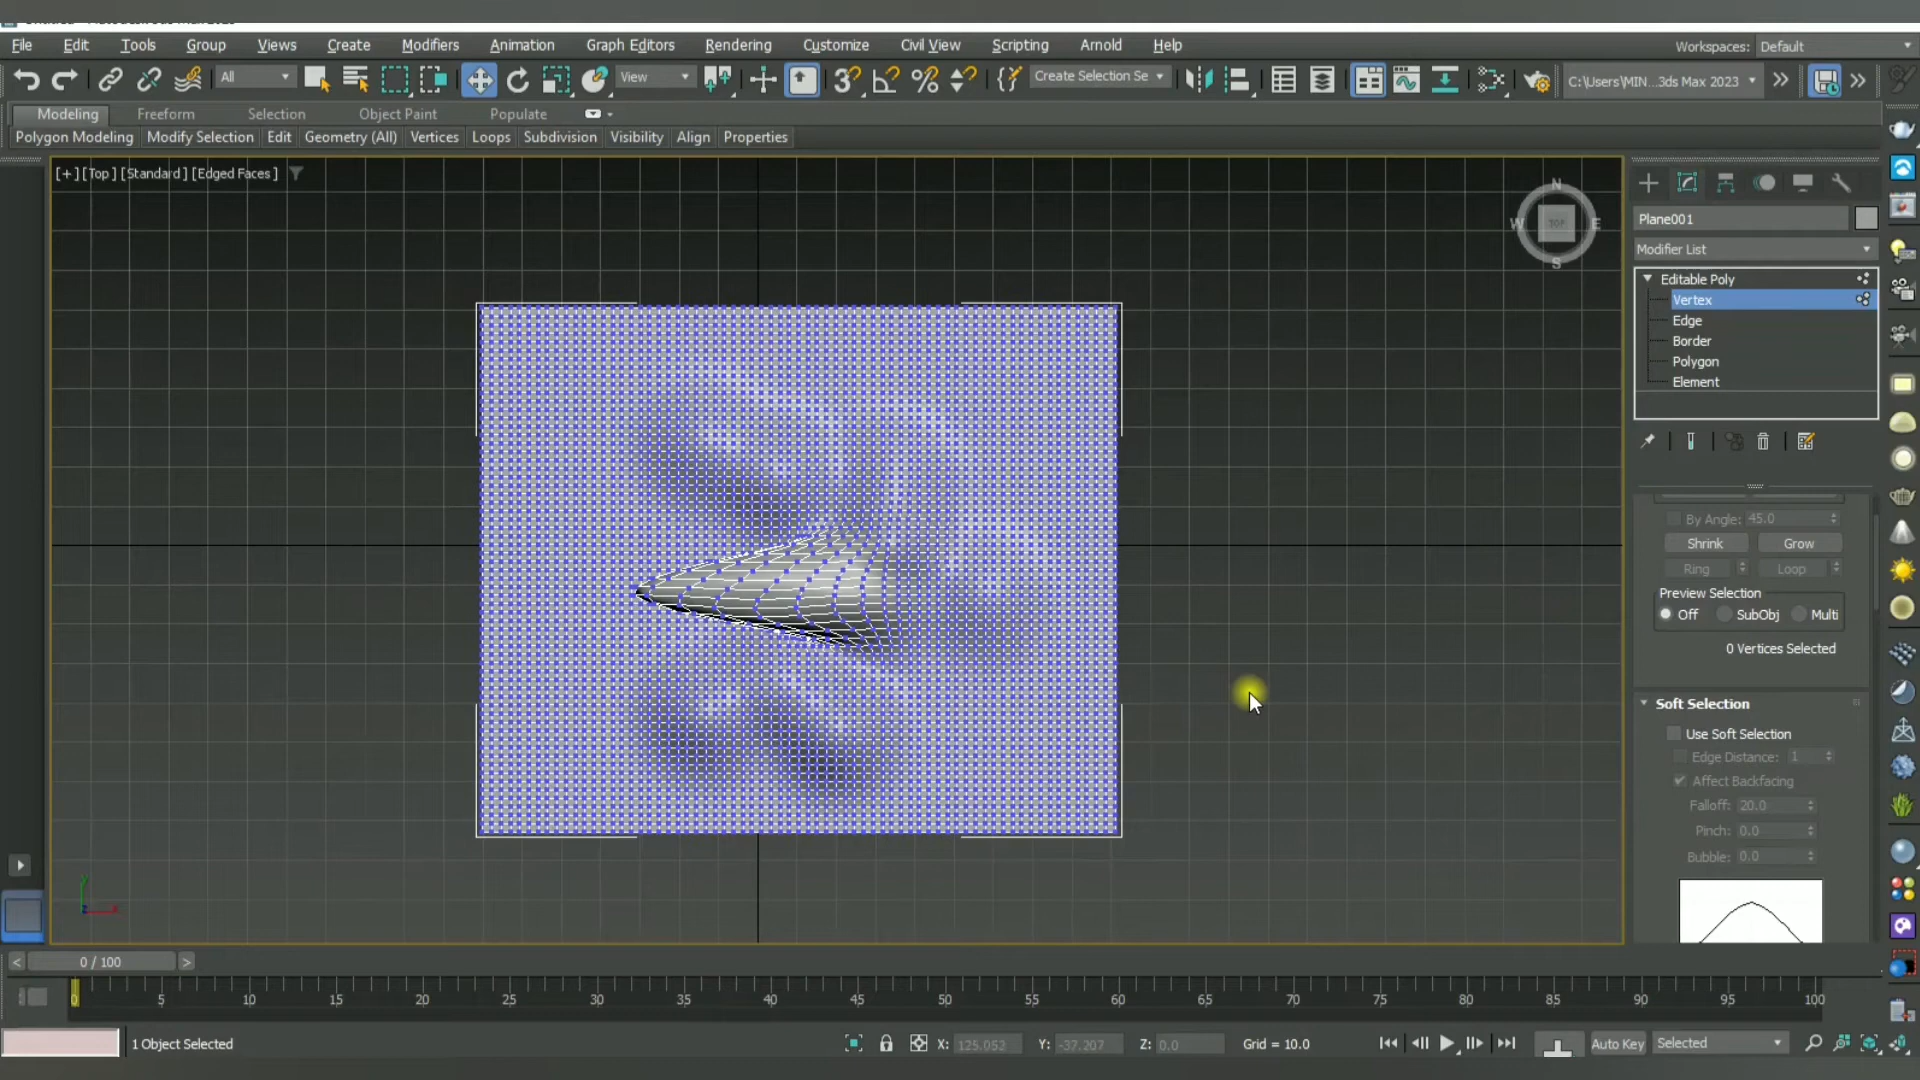 File Edit Tools Group Views Create Modifiers Animation Graph Editors Rendering Customize Civil View Scripting Arnold Help Workspaces: Default
All View Create Selection Se C:\Users\MIN...3ds Max 2023
Modeling Freeform Selection Object Paint Populate
Polygon Modeling Modify Selection Edit Geometry (All) Vertices Loops Subdivision Visibility Align Properties
[+] [Top] [Standard] [Edged Faces]
N
W TOP E
S
Plane001
Modifier List
Editable Poly
Vertex
Edge
Border
Polygon
Element
By Angle: 45.0
Shrink Grow
Ring Loop
Preview Selection
Off SubObj Multi
0 Vertices Selected
Soft Selection
Use Soft Selection
Edge Distance: 1
Affect Backfacing
Falloff: 20.0
Pinch: 0.0
Bubble: 0.0
< 0 / 100 >
0 5 10 15 20 25 30 35 40 45 50 55 60 65 70 75 80 85 90 95 100
1 Object Selected X: 125.052 Y: -37.207 Z: 0.0 Grid = 10.0 Auto Key Selected